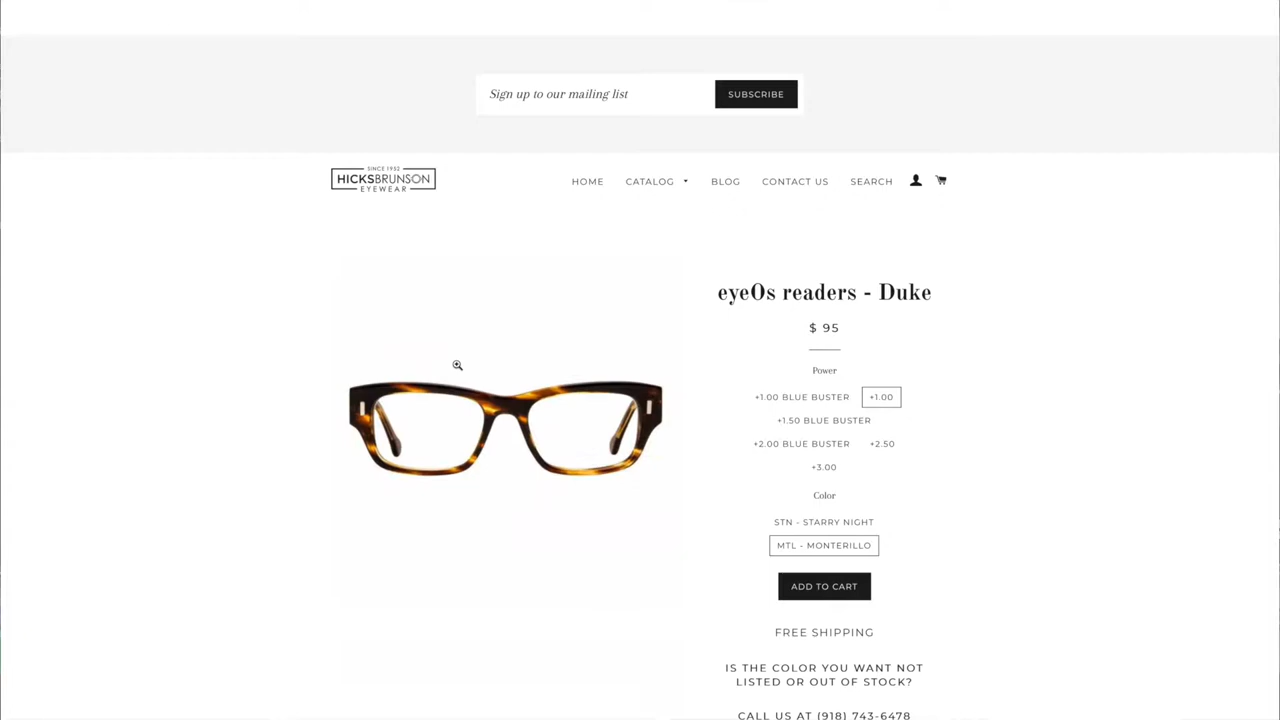 Sign up to our mailing list
SUBSCRIBE
SINCE 1952
HICKSBRUNSON
EYEWEAR
HOME CATALOG BLOG CONTACT US SEARCH
eyeOs readers - Duke
$ 95
Power
+1.00 BLUE BUSTER +1.00
+1.50 BLUE BUSTER
+2.00 BLUE BUSTER +2.50
+3.00
Color
STN - STARRY NIGHT
MTL - MONTERILLO
ADD TO CART
FREE SHIPPING
IS THE COLOR YOU WANT NOT
LISTED OR OUT OF STOCK?
CALL US AT (918) 743-6478